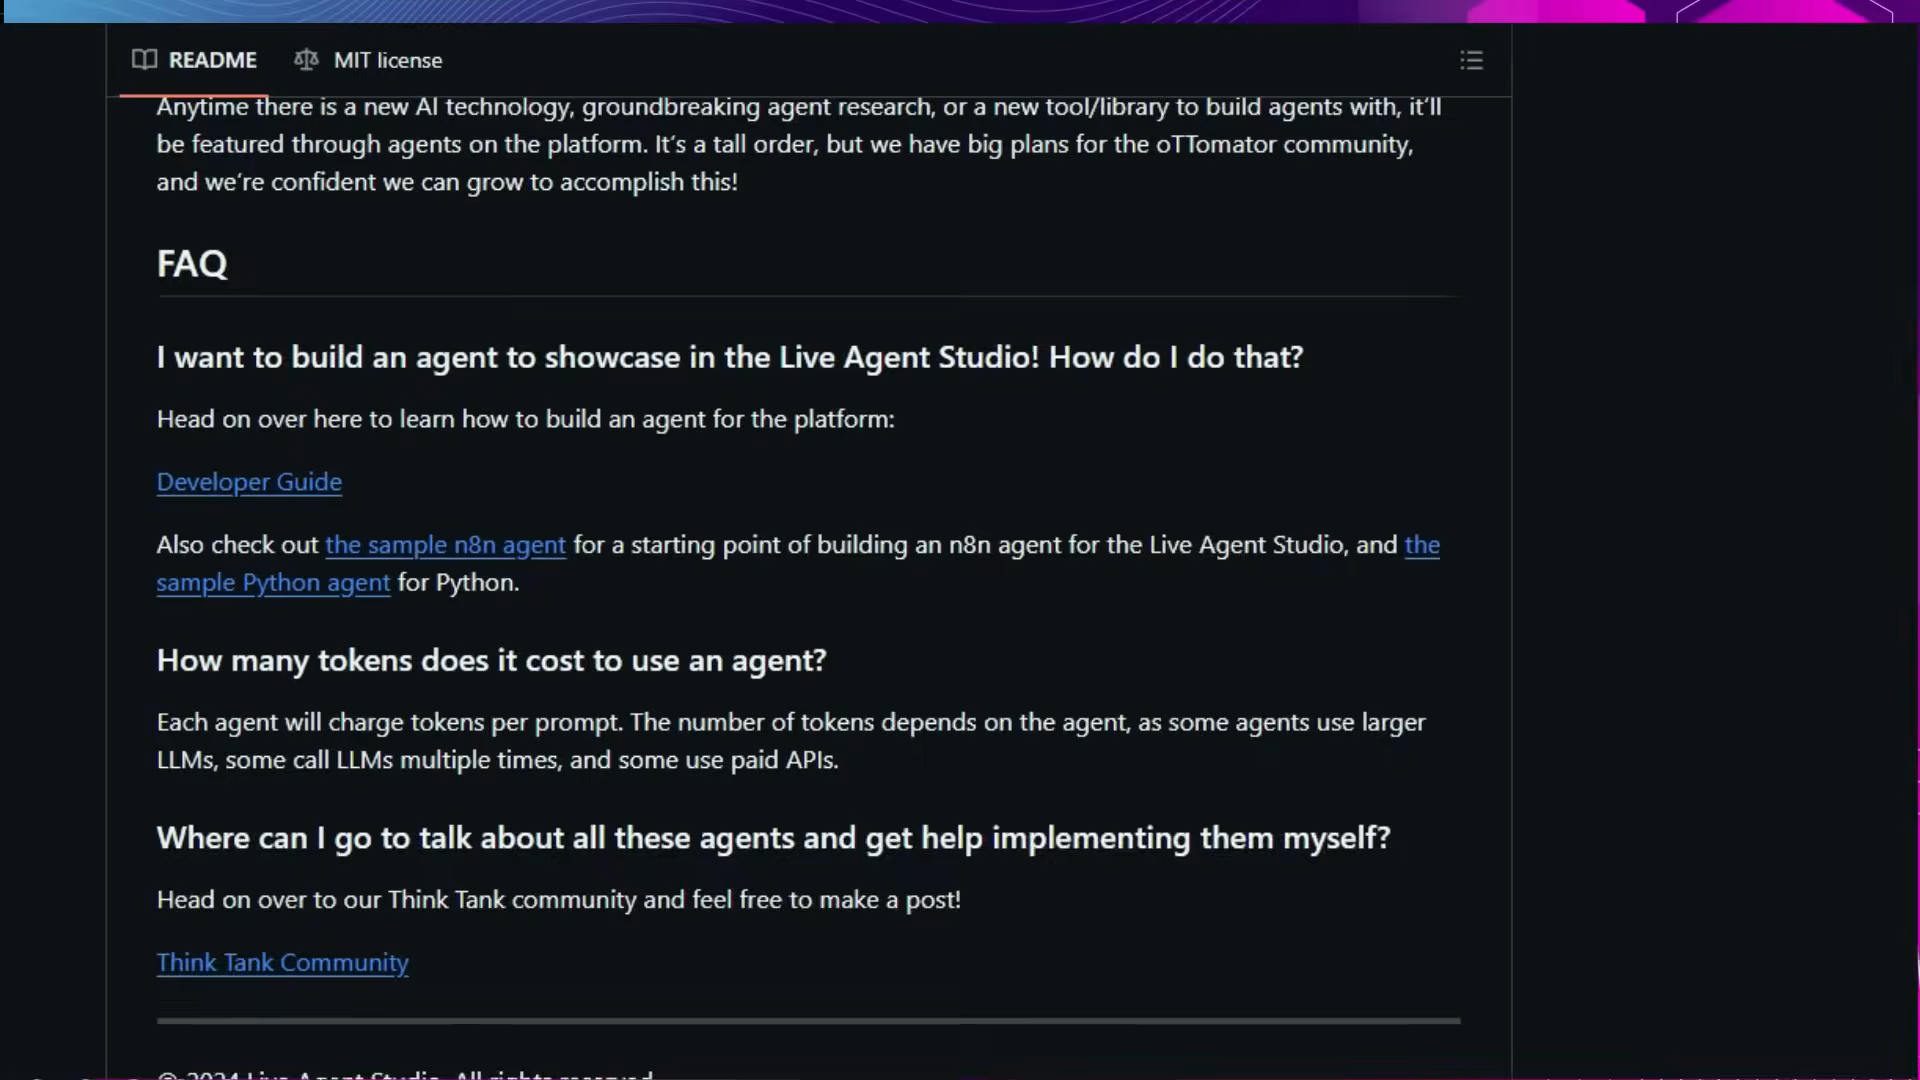 README
MIT license
Anytime there is a new AI technology, groundbreaking agent research, or a new tool/library to build agents with, it'll
be featured through agents on the platform. It's a tall order, but we have big plans for the oTTomator community,
and we're confident we can grow to accomplish this!
FAQ
I want to build an agent to showcase in the Live Agent Studio! How do I do that?
Head on over here to learn how to build an agent for the platform:
Developer Guide
Also check out the sample n8n agent for a starting point of building an n8n agent for the Live Agent Studio, and the
sample Python agent for Python.
How many tokens does it cost to use an agent?
Each agent will charge tokens per prompt. The number of tokens depends on the agent, as some agents use larger
LLMs, some call LLMs multiple times, and some use paid APIs.
Where can I go to talk about all these agents and get help implementing them myself?
Head on over to our Think Tank community and feel free to make a post!
Think Tank Community
© 2024 Live Agent Studio. All rights reserved